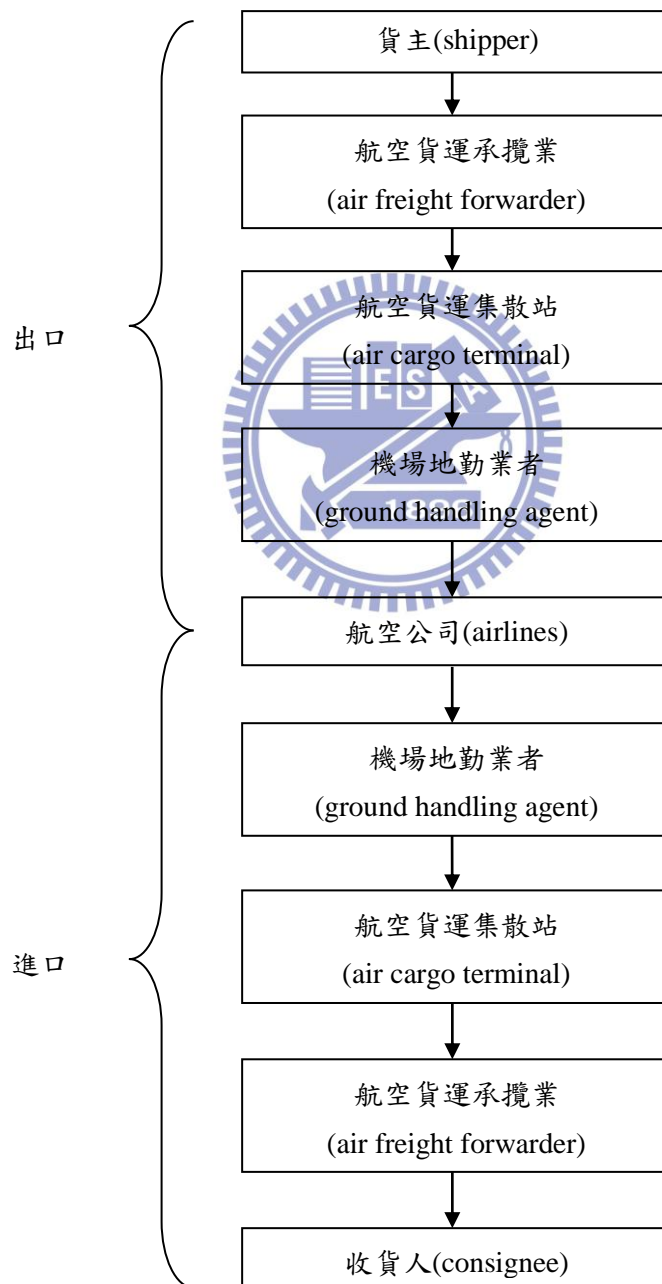 貨主(shipper)
航空貨運承攬業
(air freight forwarder)
航空貨運集散站
(air cargo terminal)
出口
E S A
機場地勤業者
(ground handling agent)
1896
航空公司(airlines)
機場地勤業者
(ground handling agent)
航空貨運集散站
(air cargo terminal)
進口
航空貨運承攬業
(air freight forwarder)
收貨人(consignee)